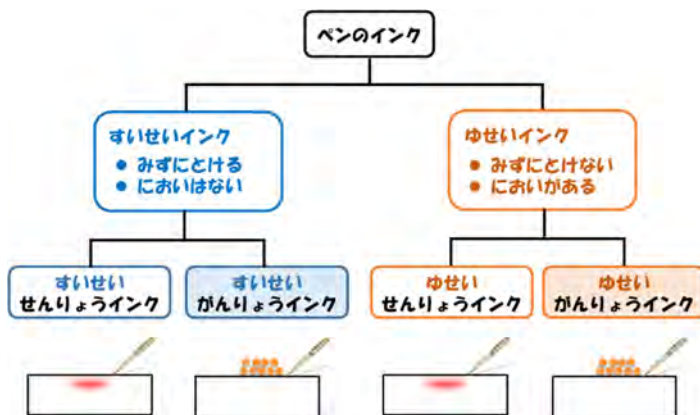 ペンのインク
すいせいインク
● みずにとける
● においはない
ゆせいインク
● みずにとけない
● においがある
すいせい
せんりょうインク
すいせい
がんりょうインク
ゆせい
せんりょうインク
ゆせい
がんりょうインク